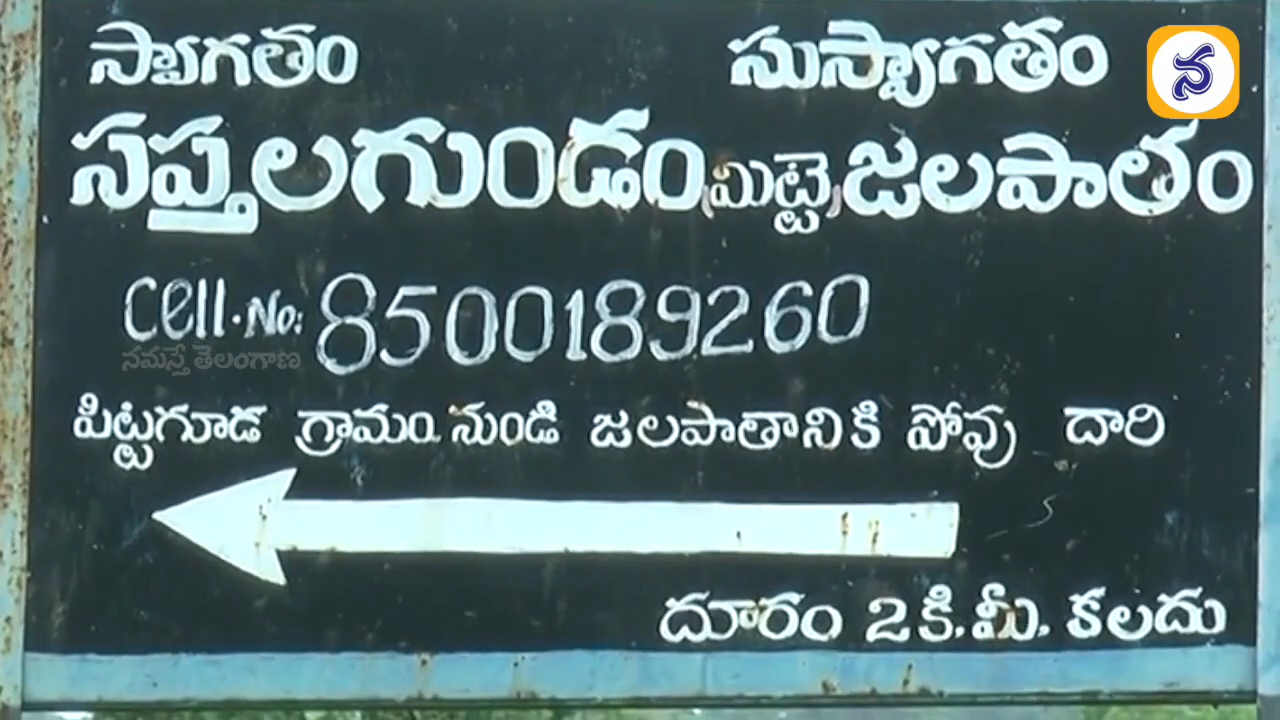 స్వాగతం సుస్వాగతం
న
సప్తలగుండం(మిట్టె)జలపాతం
Cell.No: 8500189260
నమస్తే తెలంగాణ
పిట్టగూడ గ్రామం నుండి జలపాతానికి పోవు దారి
దూరం 2 కి.మీ. కలదు